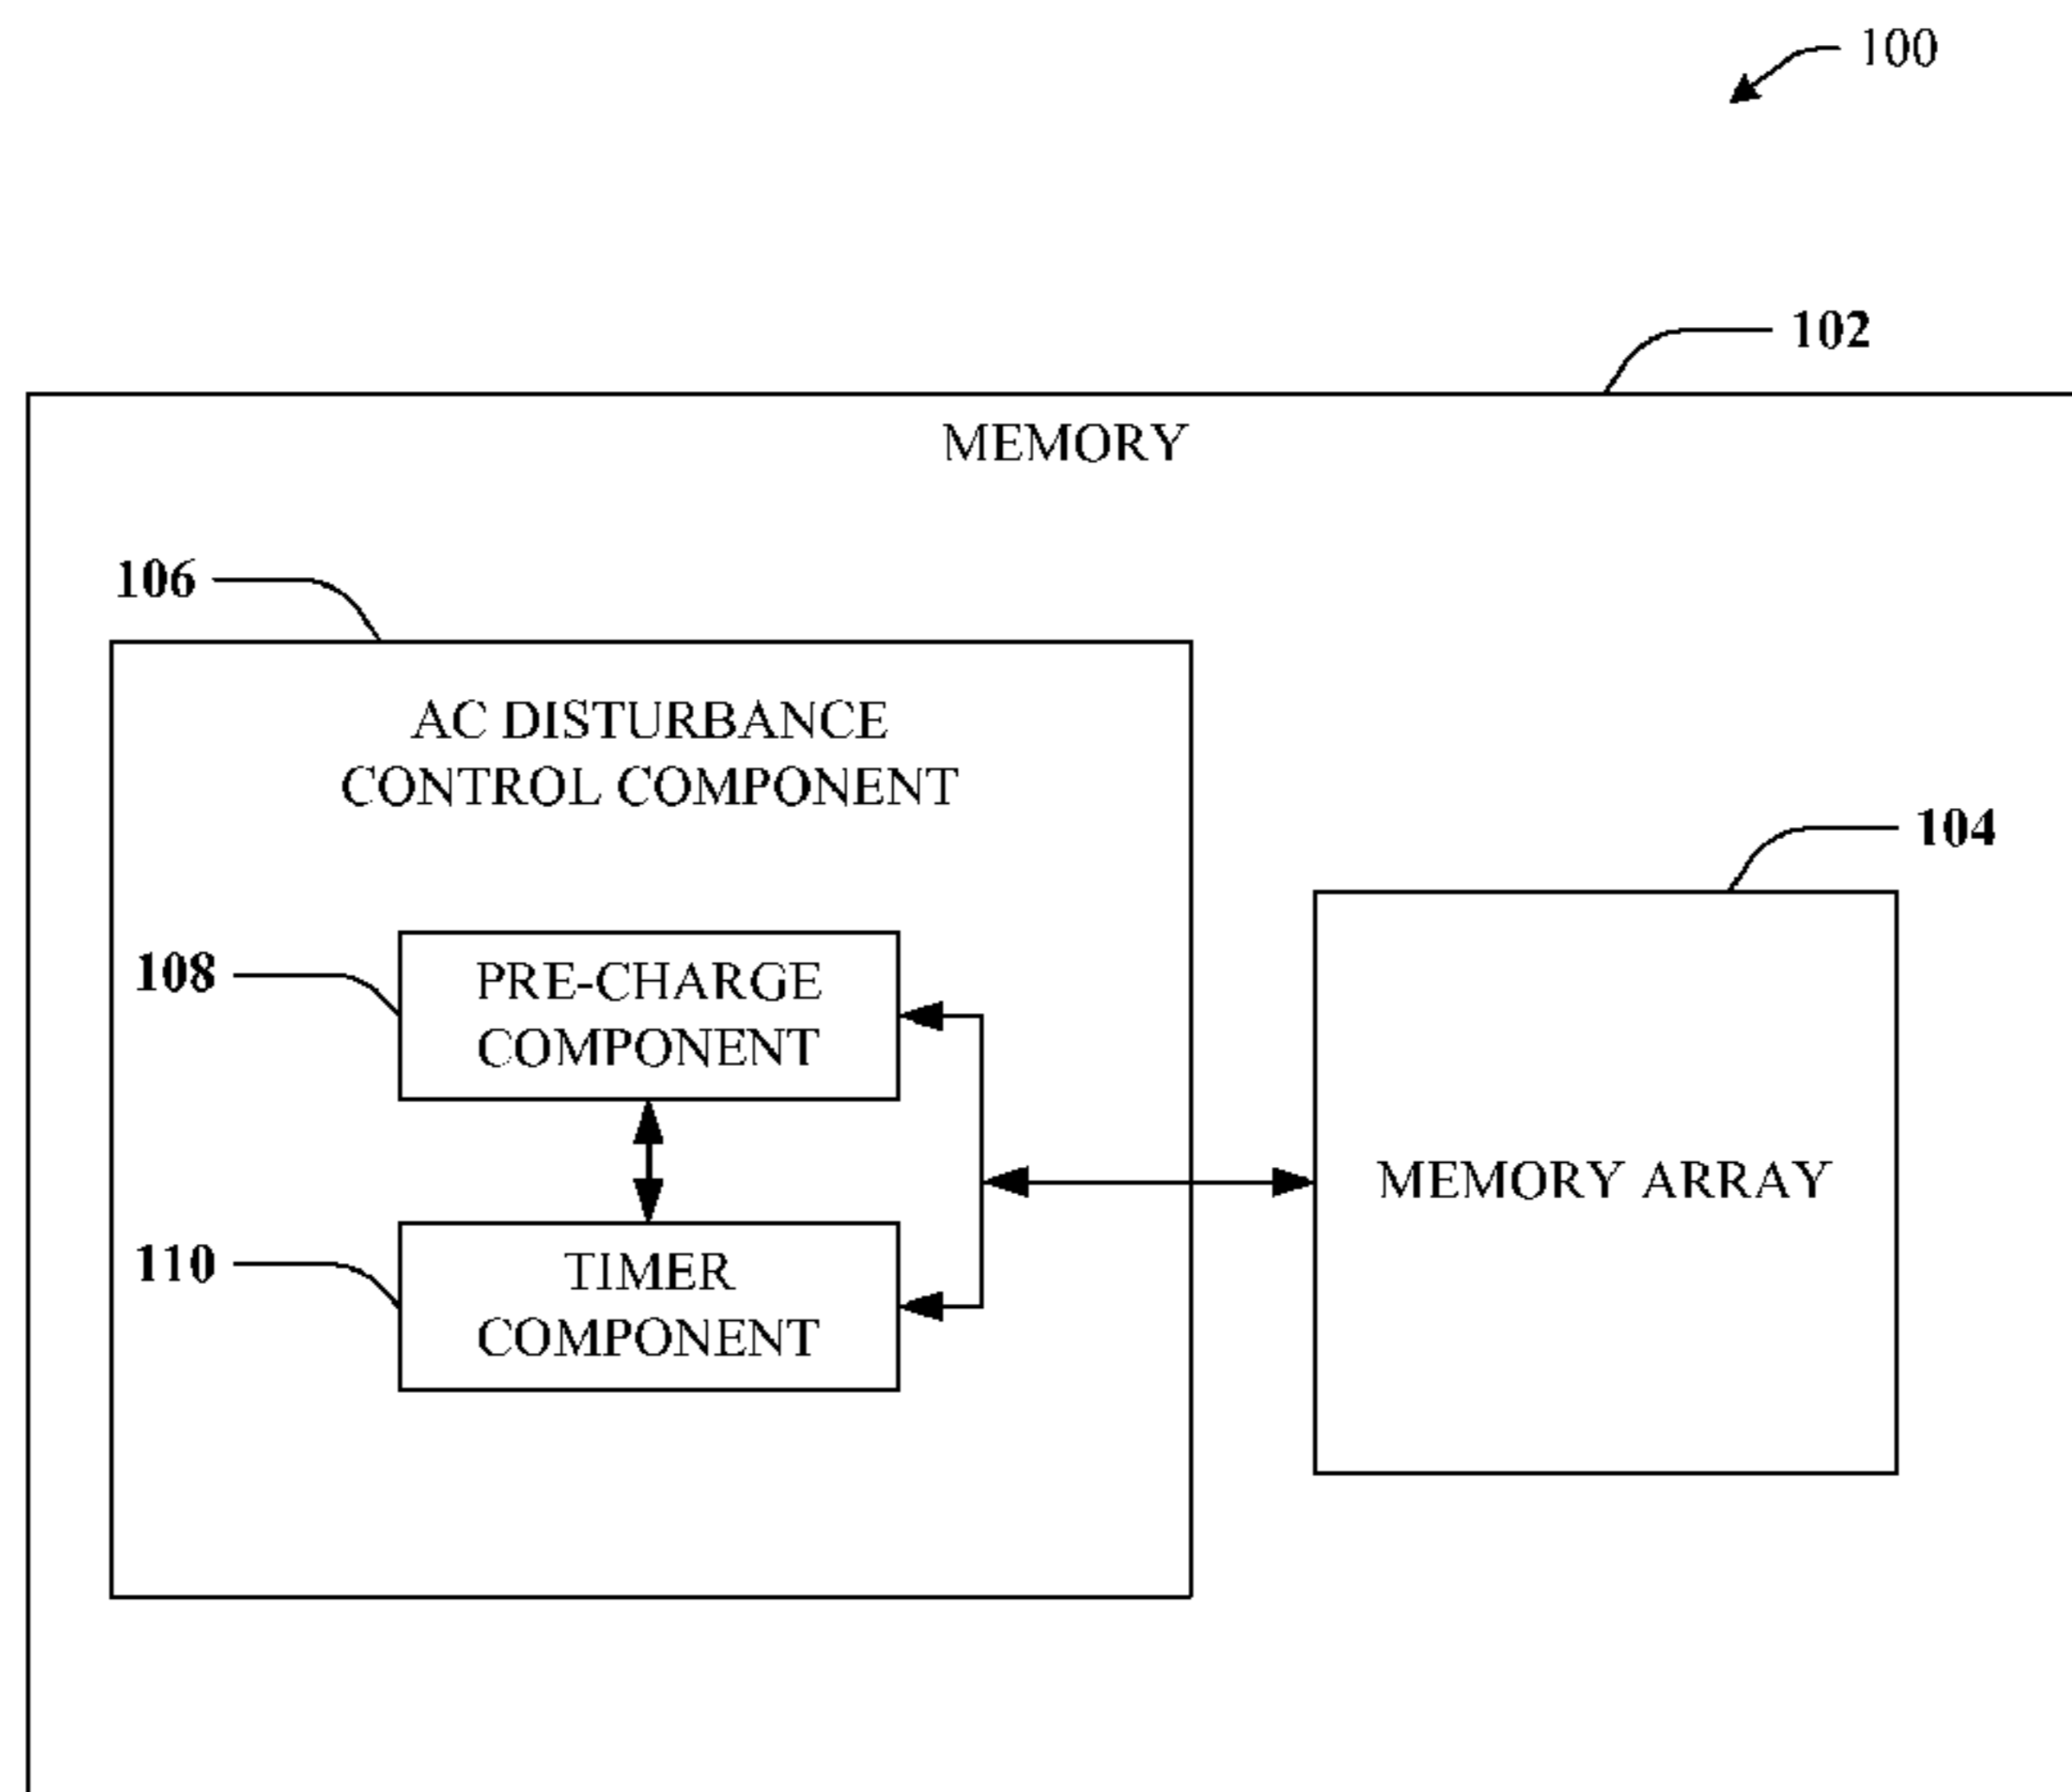 100
102
MEMORY
106
AC DISTURBANCE
CONTROL COMPONENT
104
108
PRE-CHARGE
COMPONENT
MEMORY ARRAY
110
TIMER
COMPONENT